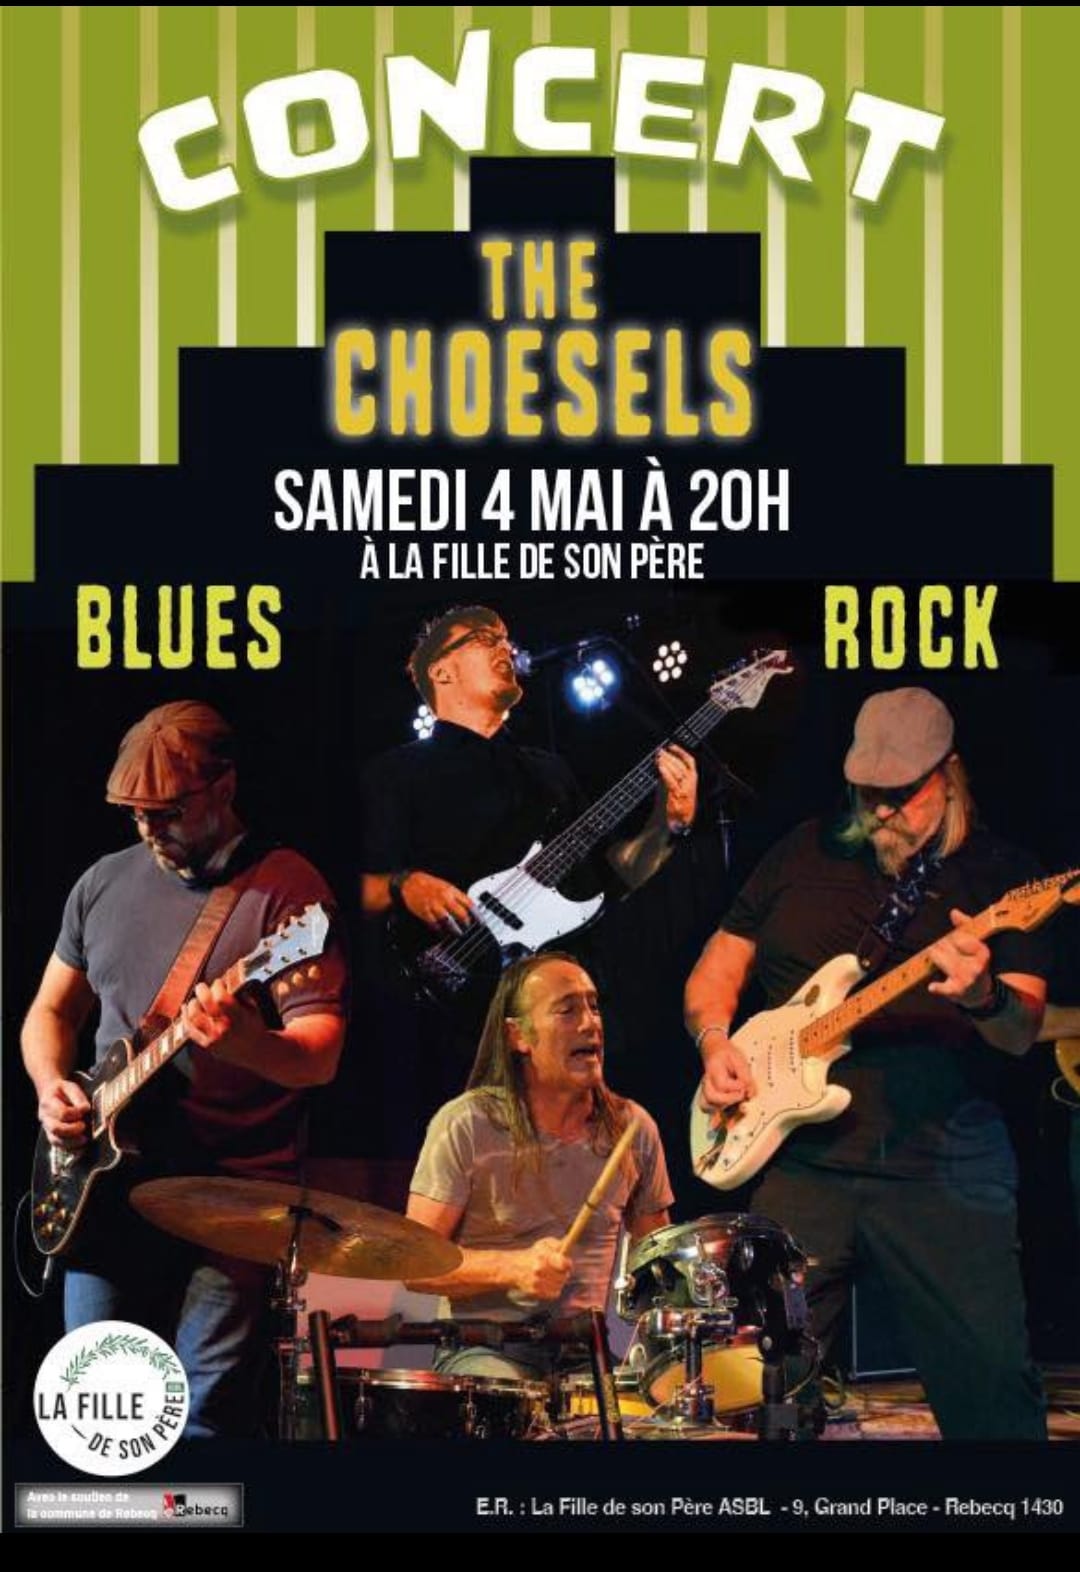 CONCERT
THE
CHOESELS
SAMEDI 4 MAI À 20H
À LA FILLE DE SON PÈRE
BLUES
ROCK
LA FILLE
DE SON PÈRE
Avec le soutien de
la commune de Rebecq
Rebecq
E.R. : La Fille de son Père ASBL - 9, Grand Place - Rebecq 1430